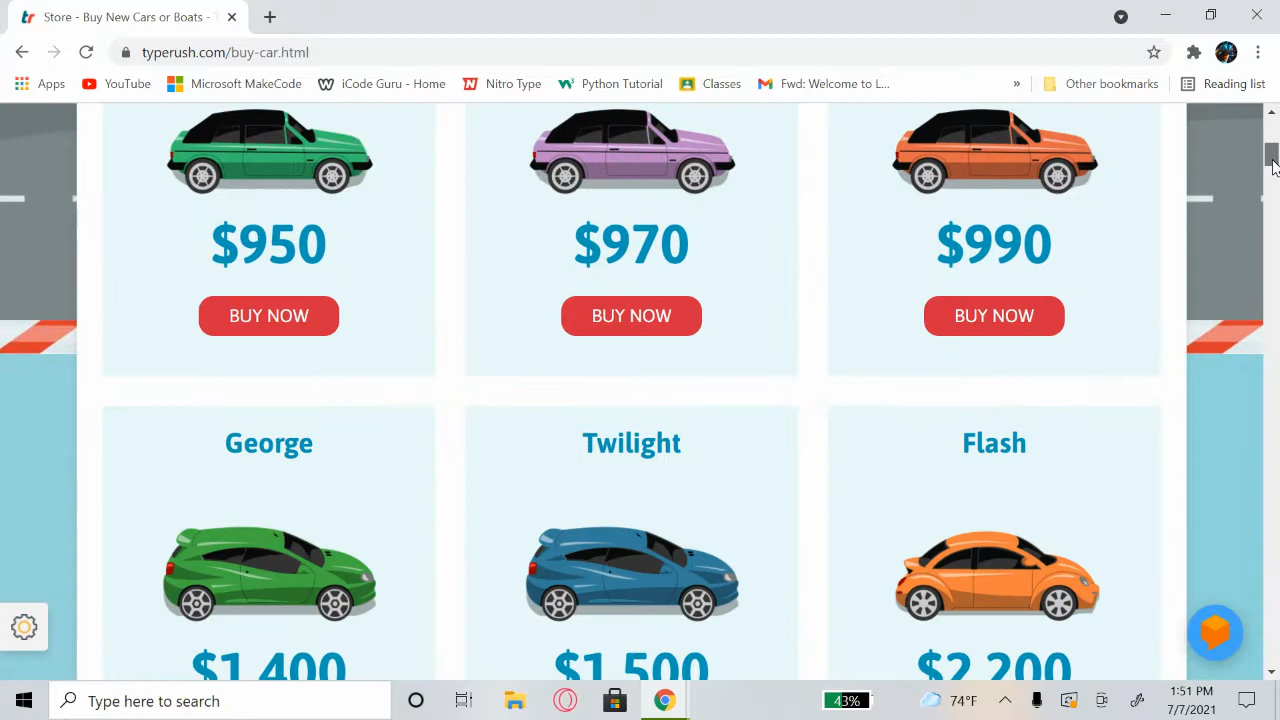 Store - Buy New Cars or Boats -
typerush.com/buy-car.html
Apps YouTube Microsoft MakeCode iCode Guru - Home Nitro Type Python Tutorial Classes Fwd: Welcome to L... » Other bookmarks Reading list
$950 $970 $990
BUY NOW BUY NOW BUY NOW
George Twilight Flash
$1,400 $1,500 $2,200
Type here to search
43% 74°F
1:51 PM
7/7/2021